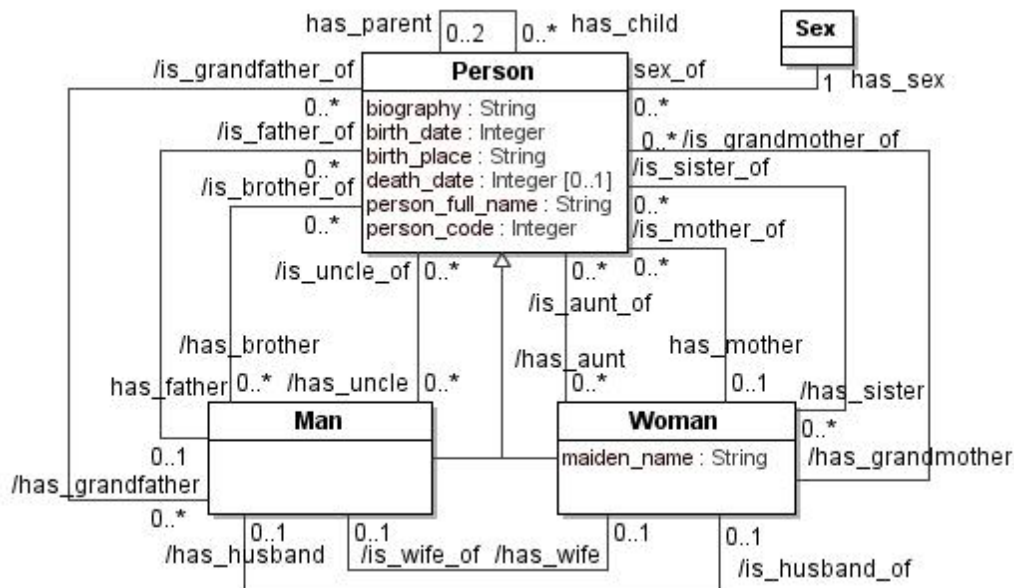 has_parent 0..2 0..* has_child
Sex
/is_grandfather_of Person sex_of 1 has_sex
0..* biography : String 0..*
/is_father_of birth_date : Integer 0..* /is_grandmother_of
0..* birth_place : String /is_sister_of
/is_brother_of death_date : Integer [0..1] 0..*
0..* person_full_name : String /is_mother_of
person_code : Integer 0..*
/is_uncle_of 0..* 0..*
/is_aunt_of
/has_brother /has_aunt has_mother
has_father 0..* /has_uncle 0..* 0..* 0..1 /has_sister
Man Woman 0..*
0..1 maiden_name : String /has_grandmother
/has_grandfather
0..* 0..1 0..1 0..1 0..1
/has_husband /is_wife_of /has_wife /is_husband_of